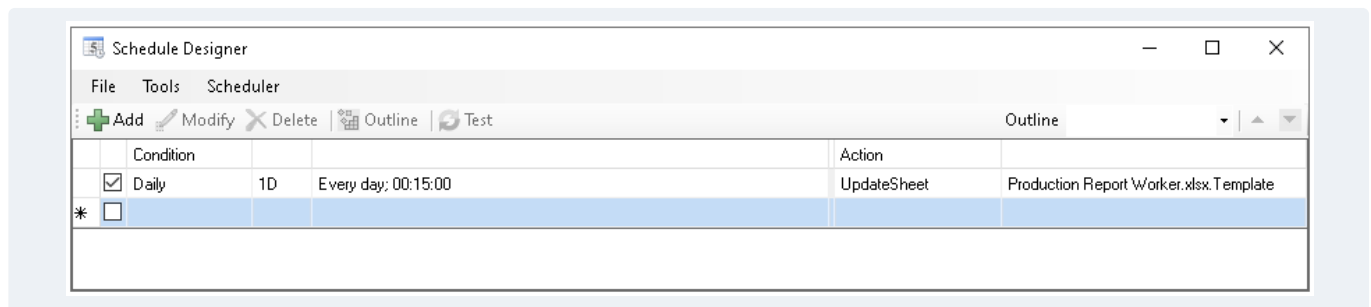 Schedule Designer
File Tools Scheduler
Add Modify Delete Outline Test Outline
Condition Action
Daily 1D Every day; 00:15:00 UpdateSheet Production Report Worker.xlsx.Template
*